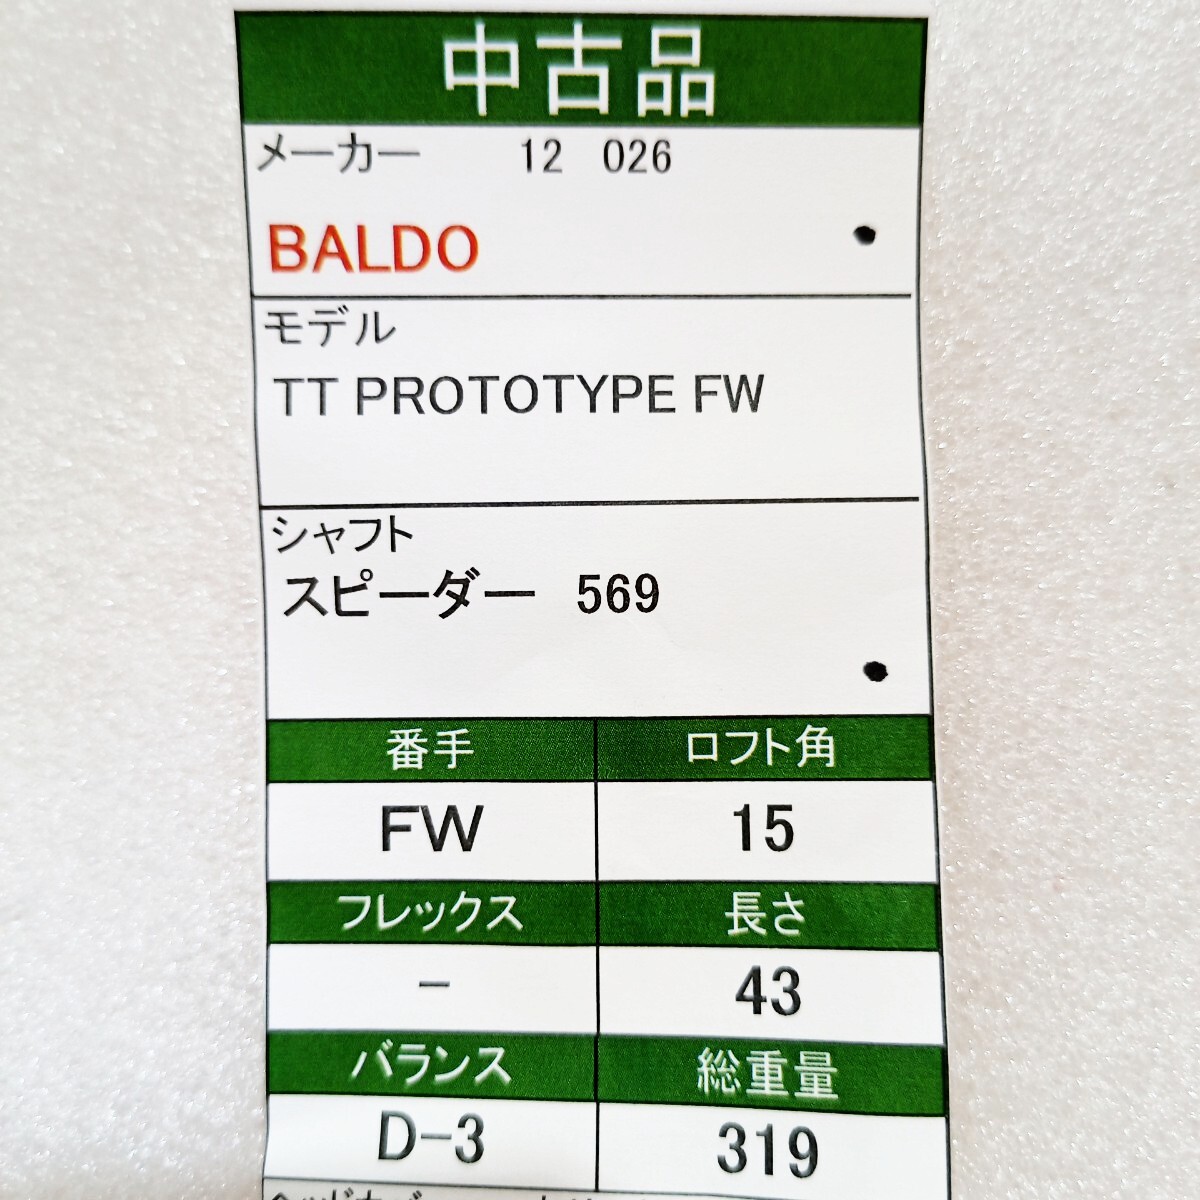 中古品
メーカー 12 026
BALDO
モデル
TT PROTOTYPE FW
シャフト
スピーダー 569
番手 ロフト角
FW 15
フレックス 長さ
- 43
バランス 総重量
D-3 319